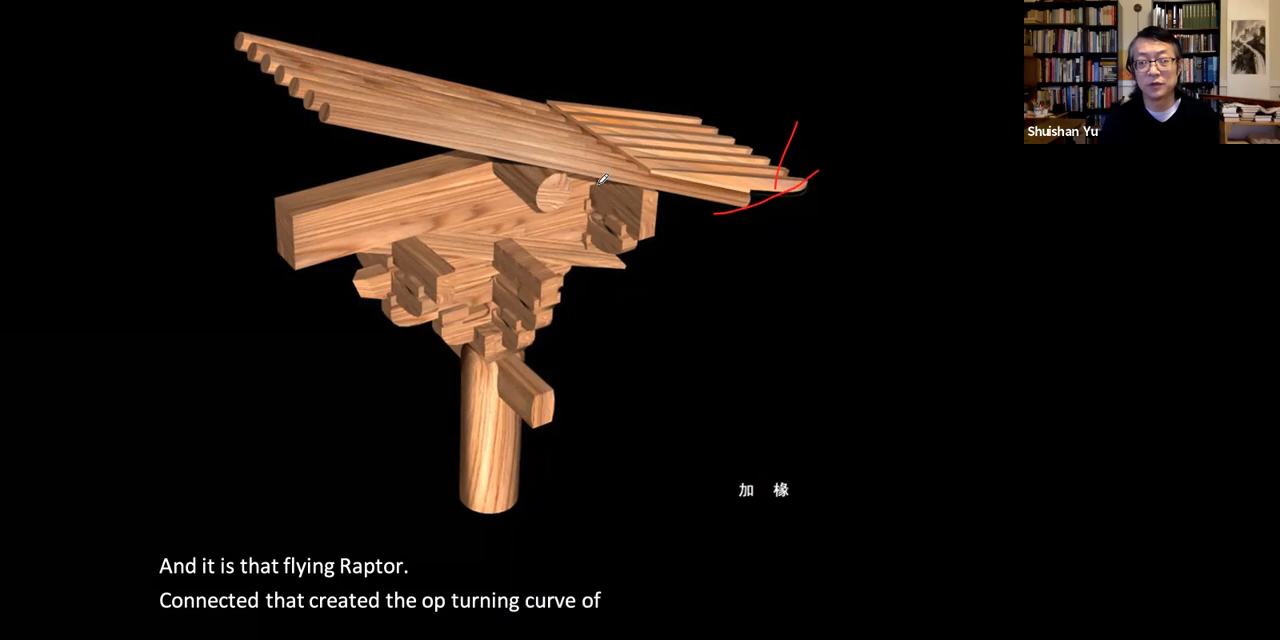 Shuishan Yu
加 椽
And it is that flying Raptor.
Connected that created the op turning curve of